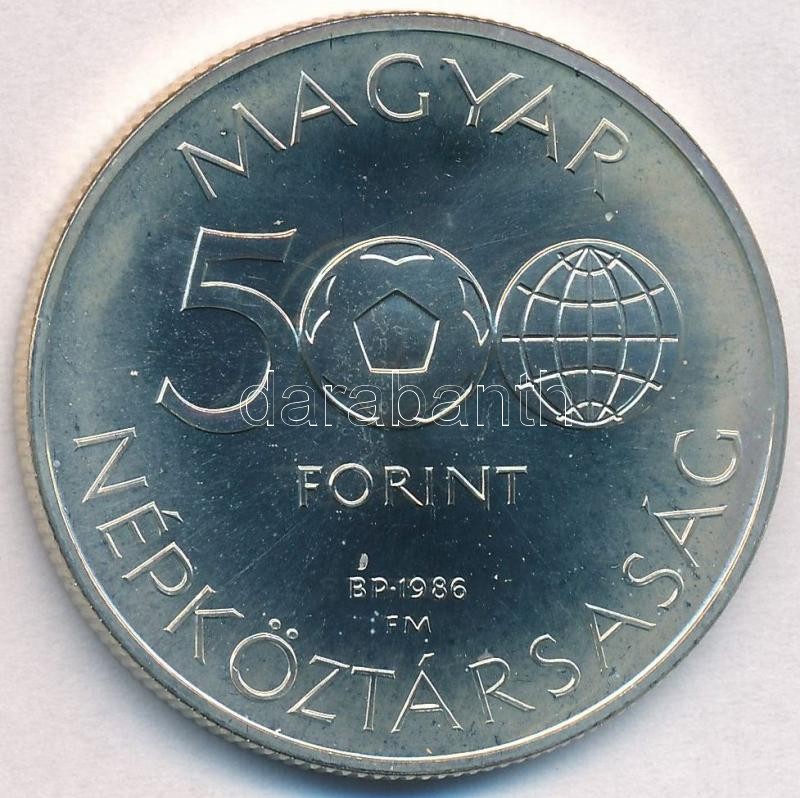 MAGYAR
500
darabanth
FORINT
BP·1986
FM
NÉPKÖZTÁRSASÁG